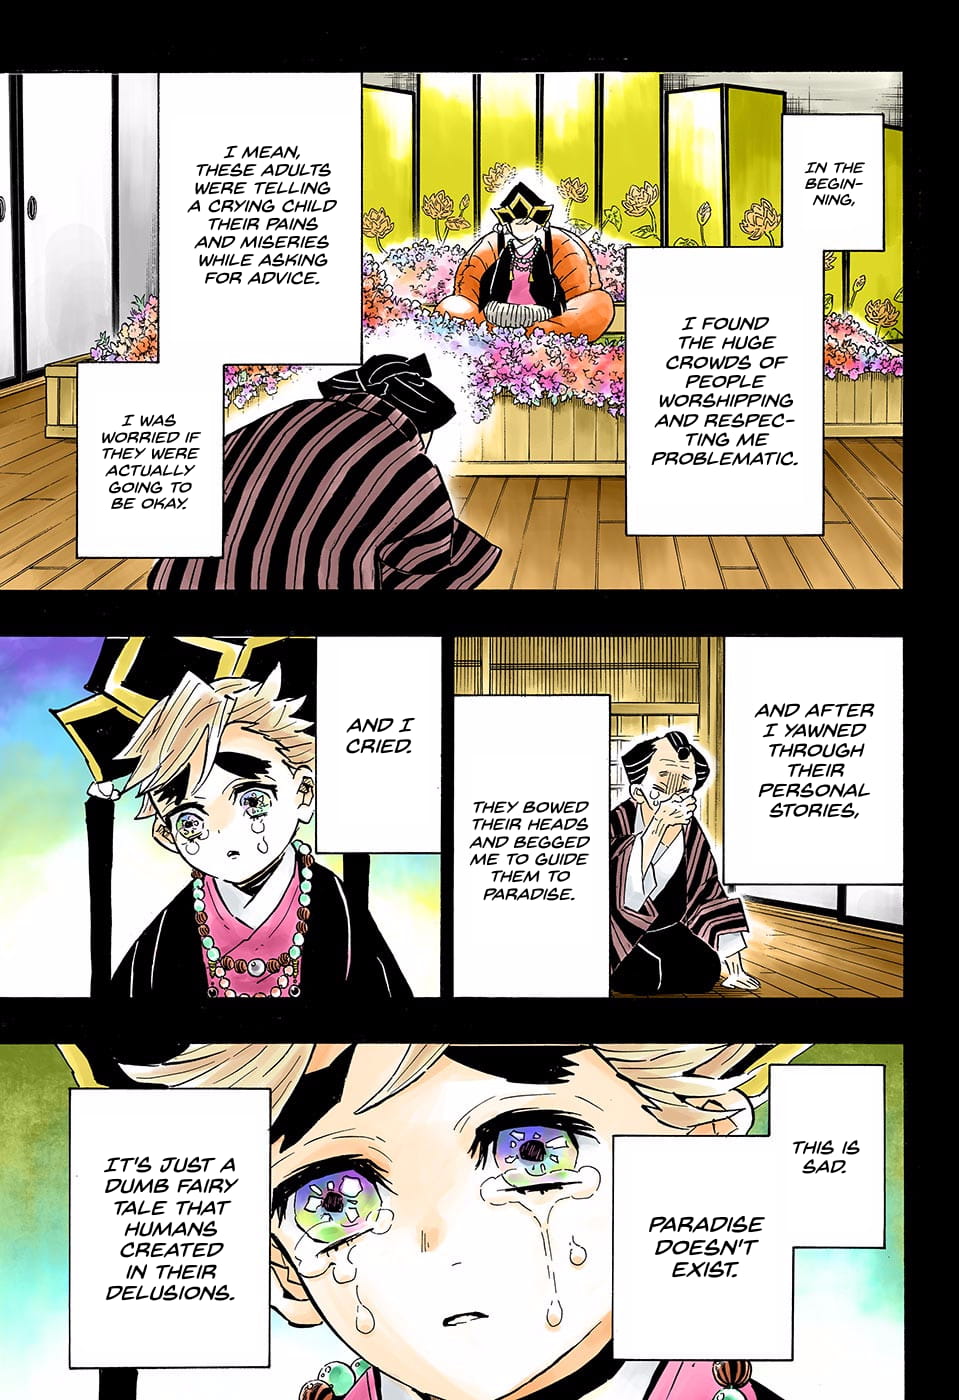 IN THE
BEGIN-
NING,
I FOUND
THE HUGE
CROWDS OF
PEOPLE
WORSHIPPING
AND RESPEC-
TING ME
PROBLEMATIC.
I MEAN,
THESE ADULTS
WERE TELLING
A CRYING CHILD
THEIR PAINS
AND MISERIES
WHILE ASKING
FOR ADVICE.
I WAS
WORRIED IF
THEY WERE
ACTUALLY
GOING TO
BE OKAY.
AND AFTER
I YAWNED
THROUGH
THEIR
PERSONAL
STORIES,
THEY BOWED
THEIR HEADS
AND BEGGED
ME TO GUIDE
THEM TO
PARADISE.
AND I
CRIED.
THIS IS
SAD.
PARADISE
DOESN'T
EXIST.
IT'S JUST A
DUMB FAIRY
TALE THAT
HUMANS
CREATED
IN THEIR
DELUSIONS.